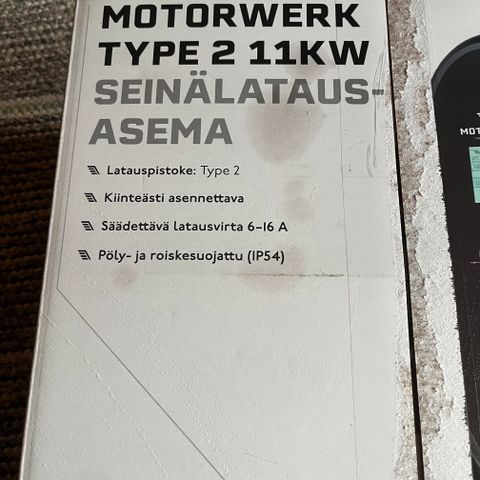 MOTORWERK
TYPE 2 11KW
SEINÄLATAUS-
ASEMA
Latauspistoke: Type 2
Kiinteästi asennettava
Säädettävä latausvirta 6–16 A
Pöly- ja roiskesuojattu (IP54)